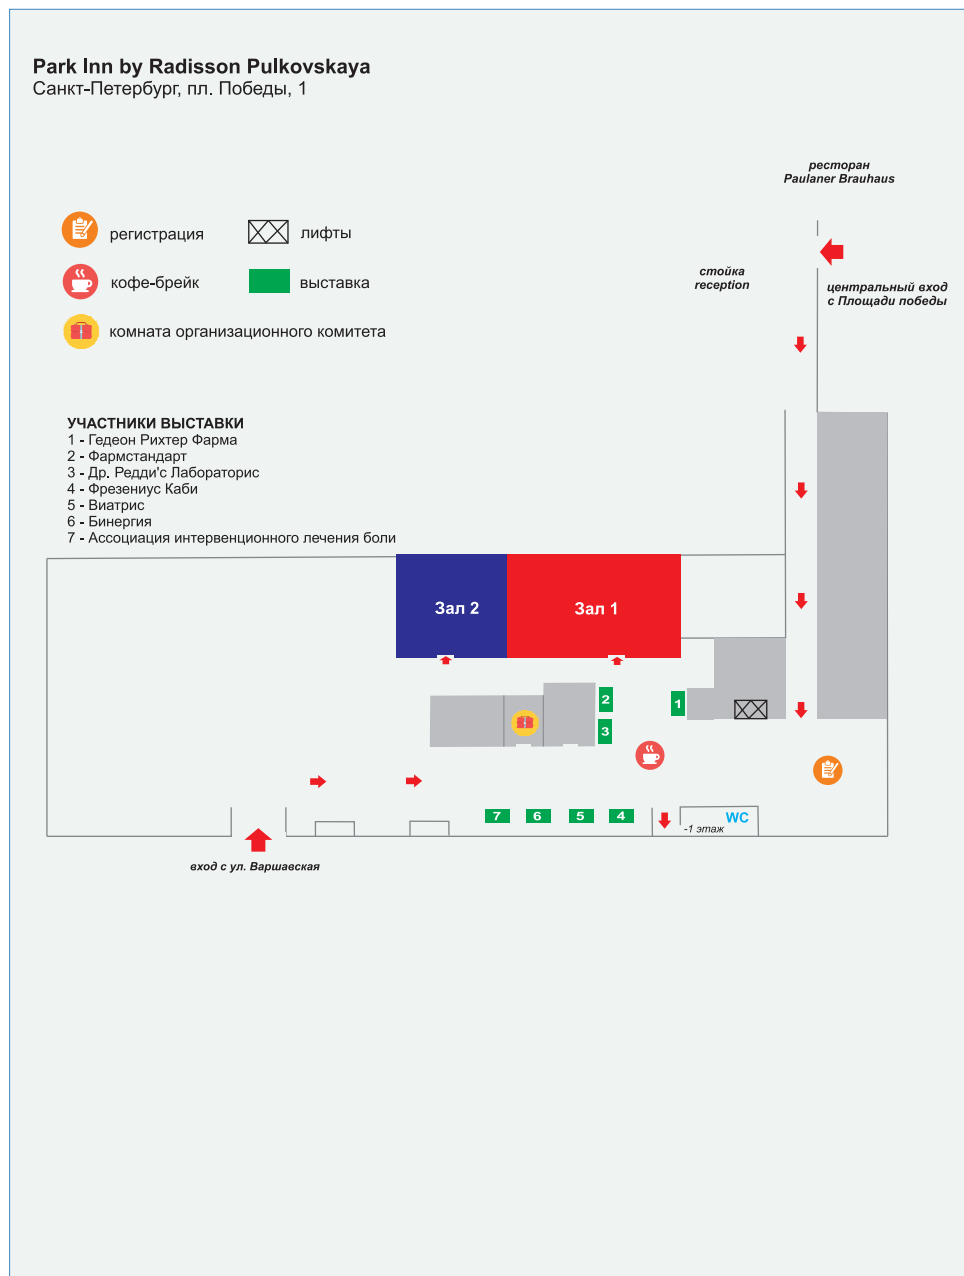 Park Inn by Radisson Pulkovskaya
Санкт-Петербург, пл. Победы, 1
ресторан
Paulaner Brauhaus
регистрация
лифты
стойка
reception
кофе-брейк
выставка
центральный вход
с Площади победы
комната организационного комитета
УЧАСТНИКИ ВЫСТАВКИ
1 - Гедеон Рихтер Фарма
2 - Фармстандарт
3 - Др. Редди'с Лабораторис
4 - Фрезениус Каби
5 - Виатрис
6 - Бинергия
7 - Ассоциация интервенционного лечения боли
Зал 2
Зал 1
2
1
3
7
6
5
4
WC
-1 этаж
вход с ул. Варшавская